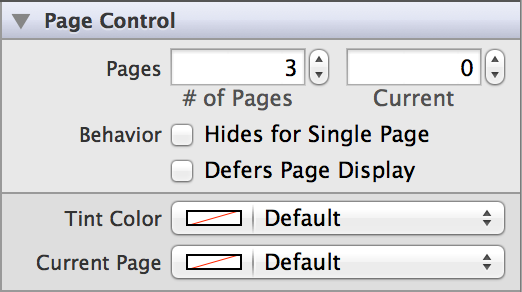 Page Control
Pages 3 0
# of Pages Current
Behavior Hides for Single Page
Defers Page Display
Tint Color Default
Current Page Default